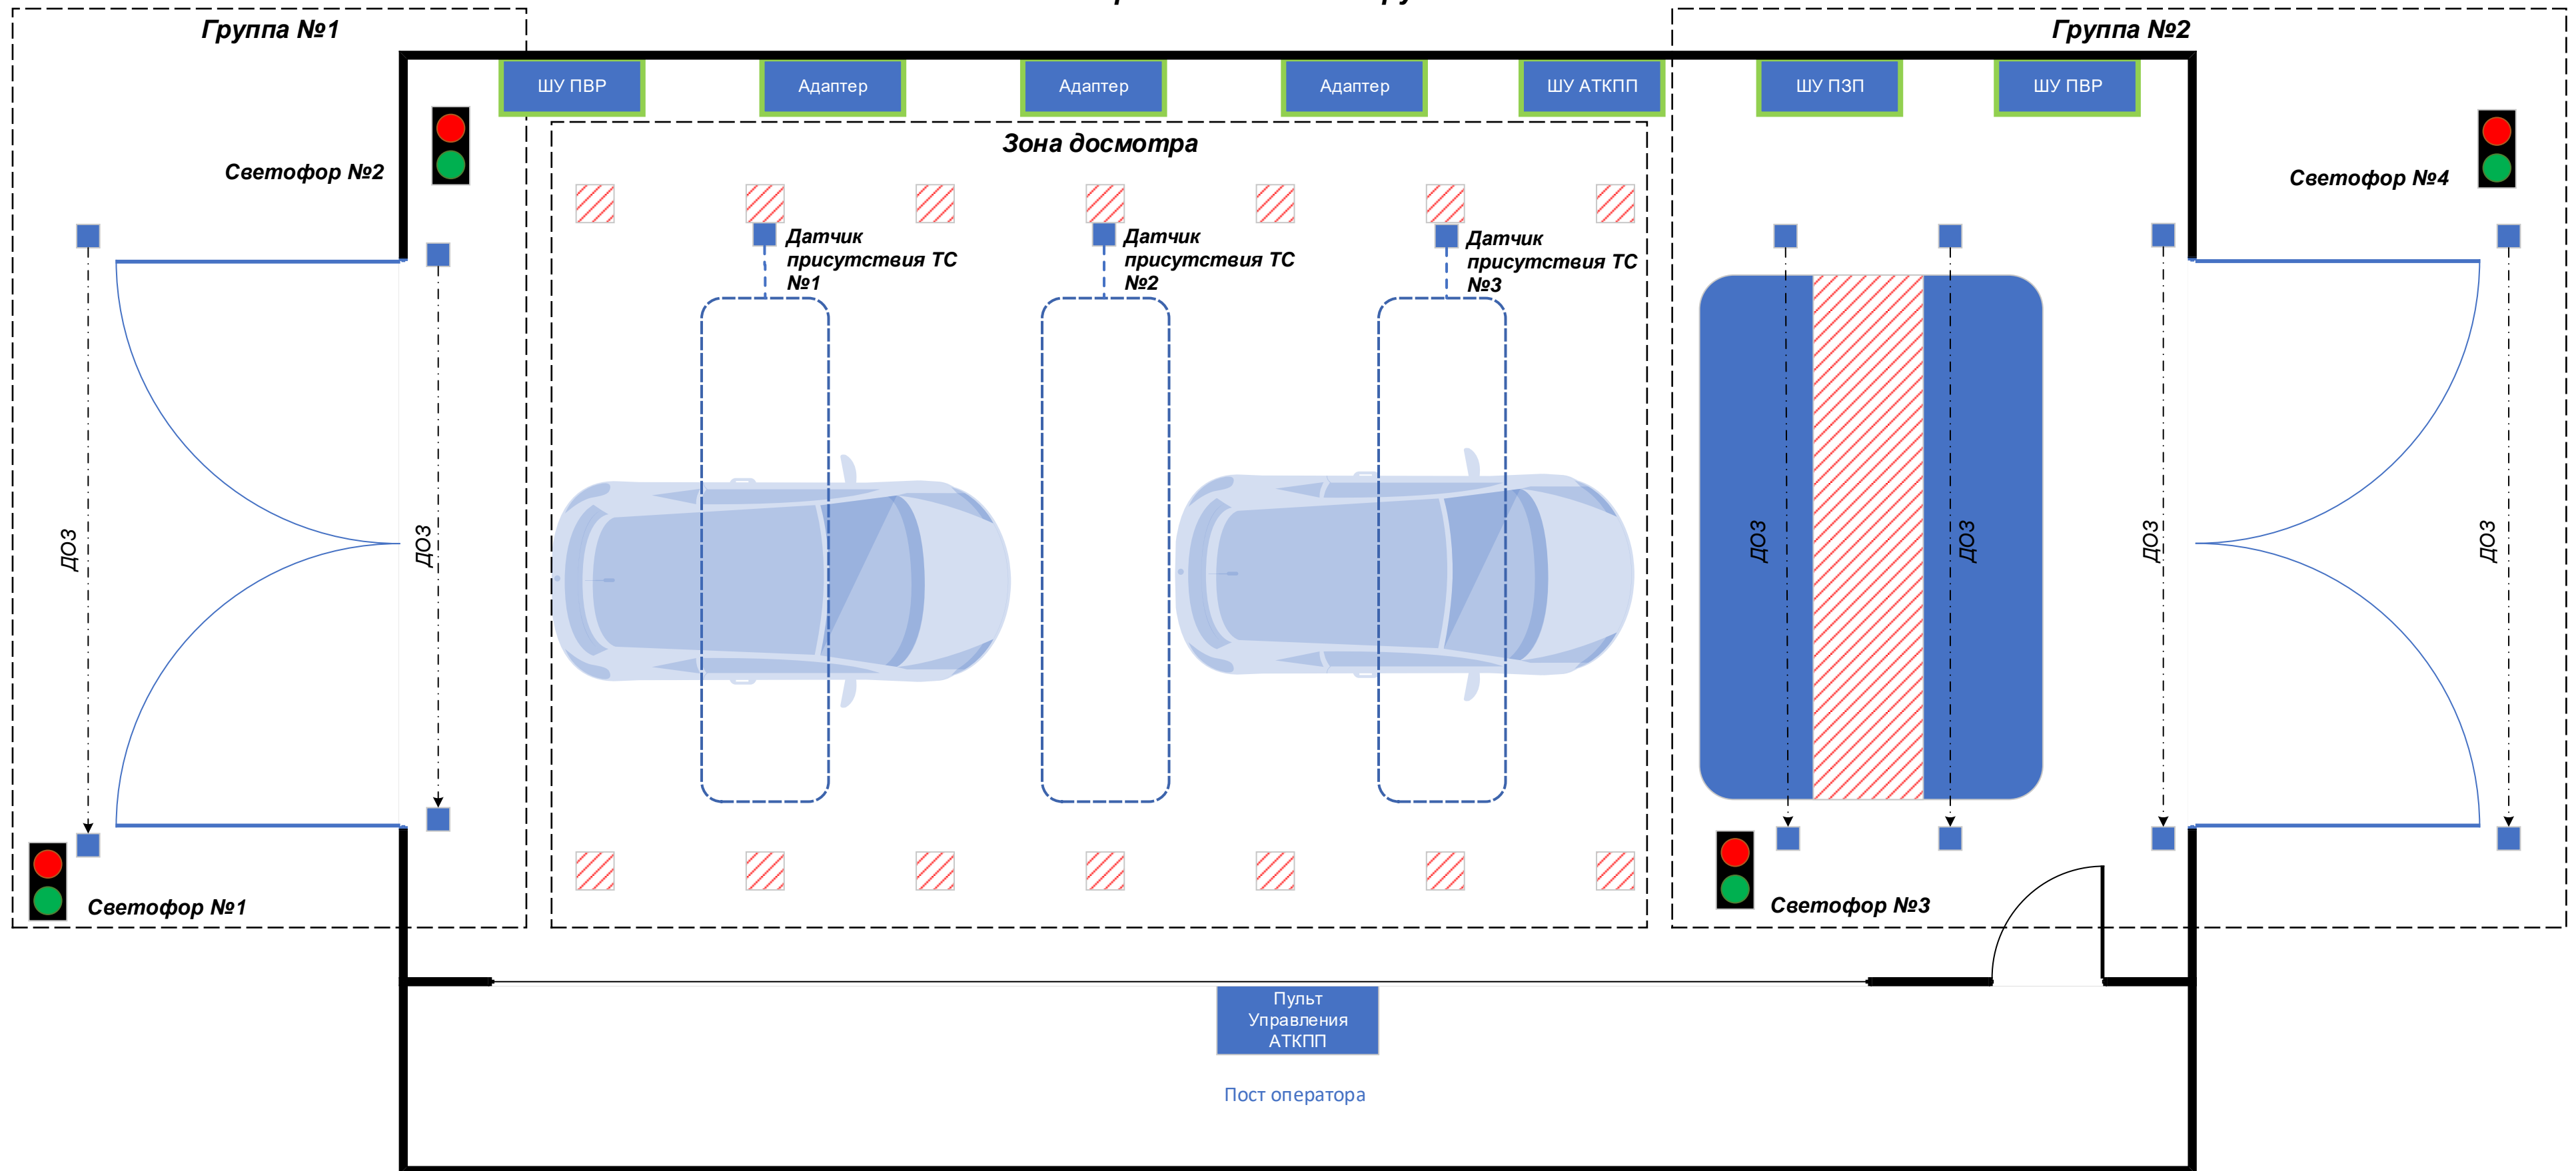 Группа №1
Группа №2
ШУ ПВР
Адаптер
Адаптер
Адаптер
ШУ АТКПП
ШУ ПЗП
ШУ ПВР
Зона досмотра
Светофор №2
Светофор №4
Датчик
присутствия ТС
№1
Датчик
присутствия ТС
№2
Датчик
присутствия ТС
№3
ДОЗ
ДОЗ
ДОЗ
ДОЗ
ДОЗ
ДОЗ
Светофор №1
Светофор №3
Пульт
Управления
АТКПП
Пост оператора